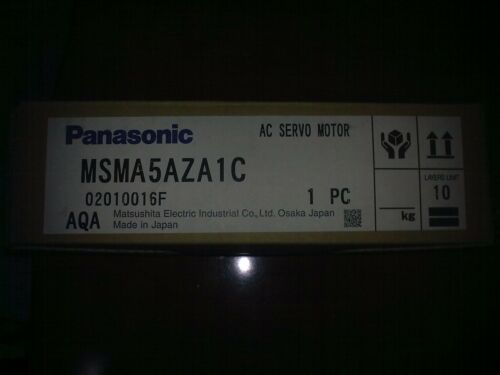 Panasonic AC SERVO MOTOR
MSMA5AZA1C
LAYERS LIMIT
02010016F 1 PC 10
AQA Matsushita Electric Industrial Co., Ltd. Osaka Japan
Made in Japan
kg